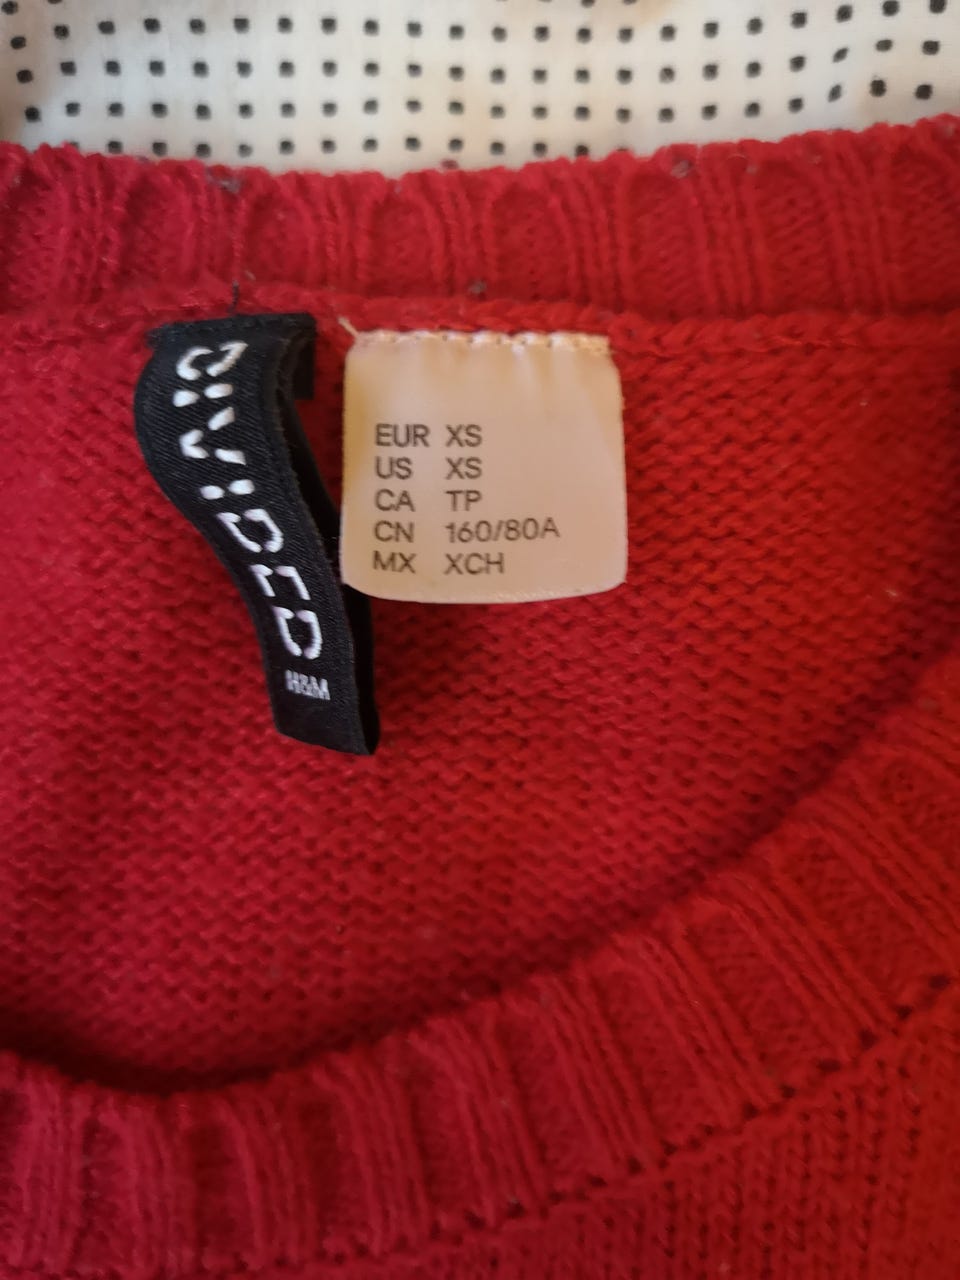 DIVIDED
H&M
EUR XS
US XS
CA TP
CN 160/80A
MX XCH